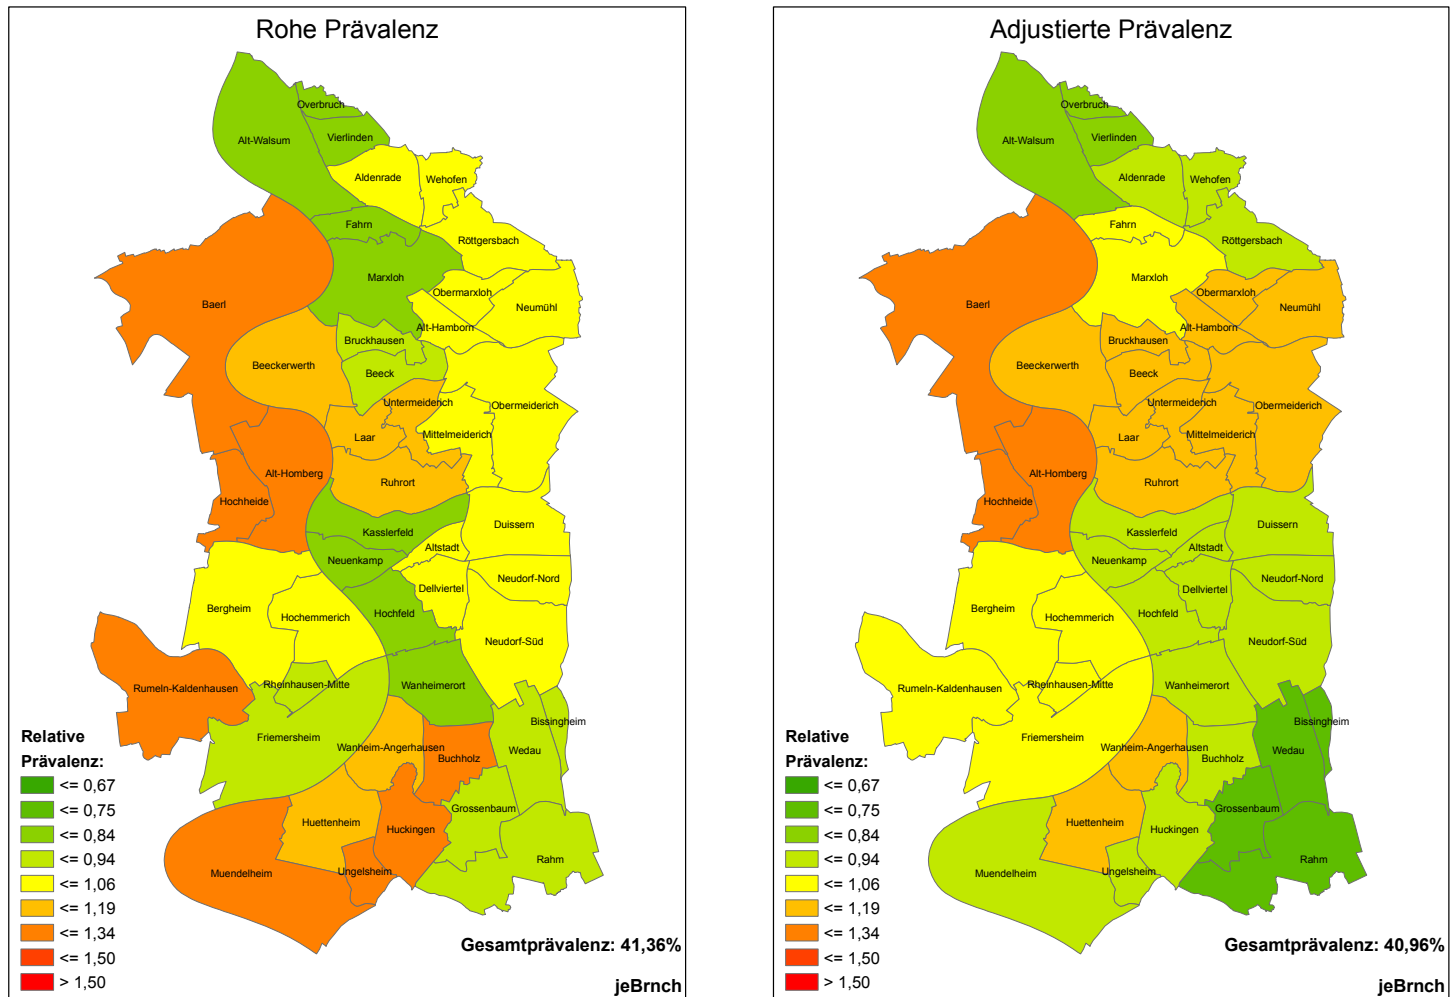 Rohe Prävalenz
Overbruch
Alt-Walsum
Vierlinden
Aldenrade
Wehofen
Fahrn
Röttgersbach
Marxloh
Obermarxloh
Baerl
Neumühl
Alt-Hamborn
Bruckhausen
Beeckerwerth
Beeck
Untermeiderich
Obermeiderich
Laar
Mittelmeiderich
Alt-Homberg
Ruhrort
Hochheide
Kasslerfeld
Duissern
Altstadt
Neuenkamp
Neudorf-Nord
Dellviertel
Bergheim
Hochemmerich
Hochfeld
Neudorf-Süd
Rumeln-Kaldenhausen
Rheinhausen-Mitte
Wanheimerort
Bissingheim
Friemersheim
Wanheim-Angerhausen
Wedau
Buchholz
Grossenbaum
Huettenheim
Huckingen
Rahm
Muendelheim
Ungelsheim
Relative
Prävalenz:
<= 0,67
<= 0,75
<= 0,84
<= 0,94
<= 1,06
<= 1,19
<= 1,34
<= 1,50
> 1,50
Gesamtprävalenz: 41,36%
jeBrnch
Adjustierte Prävalenz
Overbruch
Alt-Walsum
Vierlinden
Aldenrade
Wehofen
Fahrn
Röttgersbach
Marxloh
Obermarxloh
Baerl
Neumühl
Alt-Hamborn
Bruckhausen
Beeckerwerth
Beeck
Untermeiderich
Obermeiderich
Laar
Mittelmeiderich
Alt-Homberg
Ruhrort
Hochheide
Kasslerfeld
Duissern
Altstadt
Neuenkamp
Neudorf-Nord
Dellviertel
Bergheim
Hochemmerich
Hochfeld
Neudorf-Süd
Rumeln-Kaldenhausen
Rheinhausen-Mitte
Wanheimerort
Bissingheim
Friemersheim
Wanheim-Angerhausen
Wedau
Buchholz
Grossenbaum
Huettenheim
Huckingen
Rahm
Muendelheim
Ungelsheim
Relative
Prävalenz:
<= 0,67
<= 0,75
<= 0,84
<= 0,94
<= 1,06
<= 1,19
<= 1,34
<= 1,50
> 1,50
Gesamtprävalenz: 40,96%
jeBrnch